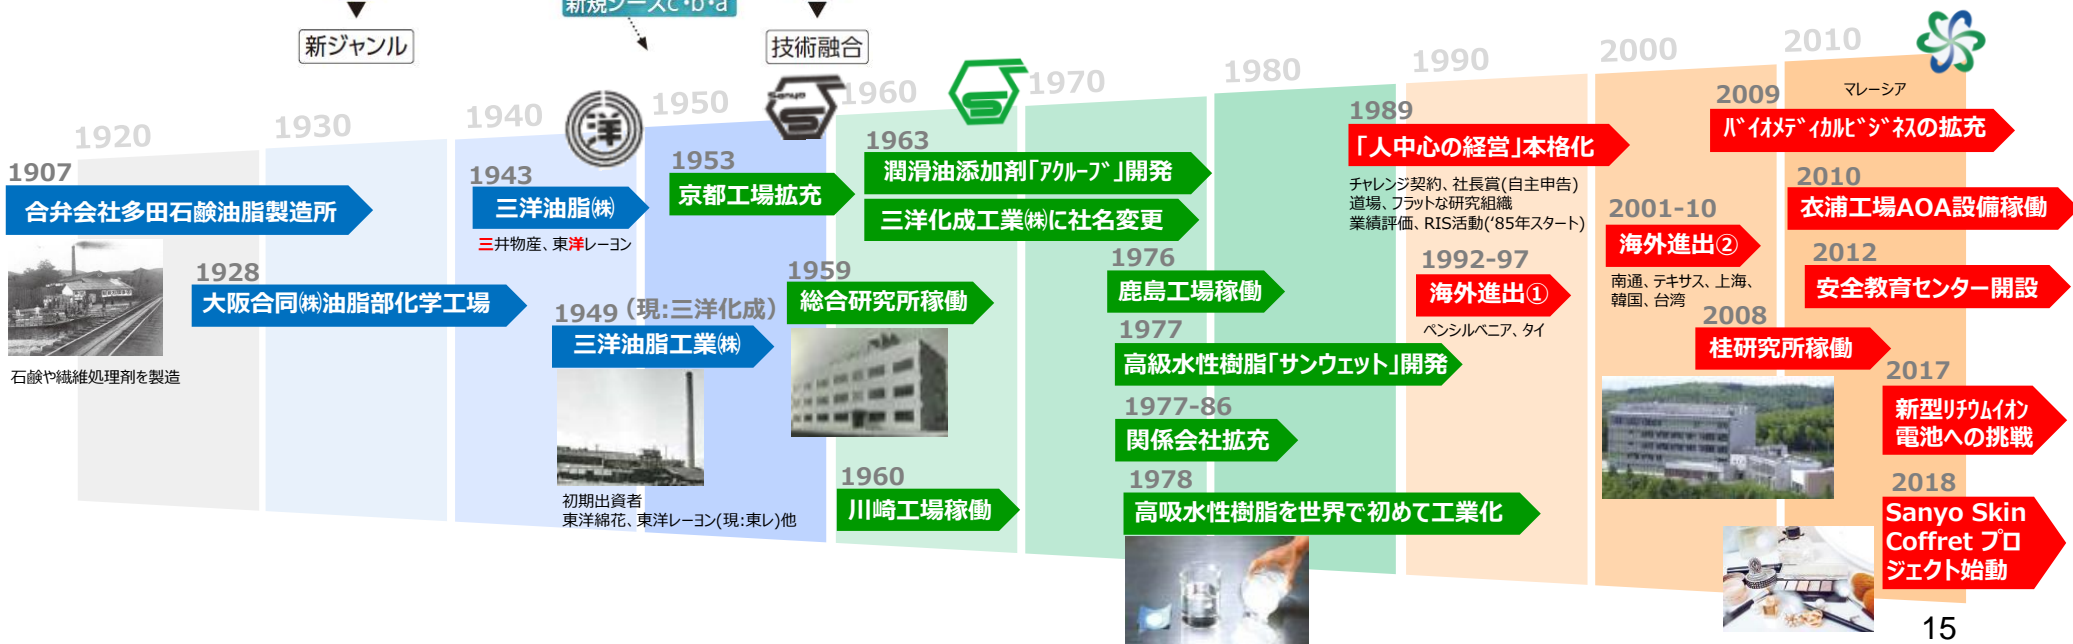 新規シーズc・b・a
新ジャンル
技術融合
1920
1930
1940
1950
1960
1970
1980
1990
2000
2010
洋
Sanyo
S
S
1907
合弁会社多田石鹸油脂製造所
石鹸や繊維処理剤を製造
1928
大阪合同㈱油脂部化学工場
1943
三洋油脂㈱
三井物産、東洋レーヨン
1949(現:三洋化成)
三洋油脂工業㈱
初期出資者
東洋綿花、東洋レーヨン(現:東レ)他
1953
京都工場拡充
1959
総合研究所稼働
1960
川崎工場稼働
1963
潤滑油添加剤「アクルーブ」開発
三洋化成工業㈱に社名変更
1976
鹿島工場稼働
1977
高級水性樹脂「サンウェット」開発
1977-86
関係会社拡充
1978
高吸水性樹脂を世界で初めて工業化
1989
「人中心の経営」本格化
チャレンジ契約、社長賞(自主申告)
道場、フラットな研究組織
業績評価、RIS活動('85年スタート)
1992-97
海外進出①
ペンシルベニア、タイ
2001-10
海外進出②
南通、テキサス、上海、
韓国、台湾
2008
桂研究所稼働
マレーシア
2009
バイオメディカルビジネスの拡充
2010
衣浦工場AOA設備稼働
2012
安全教育センター開設
2017
新型リチウムイオン
電池への挑戦
2018
Sanyo Skin
Coffret プロ
ジェクト始動
15